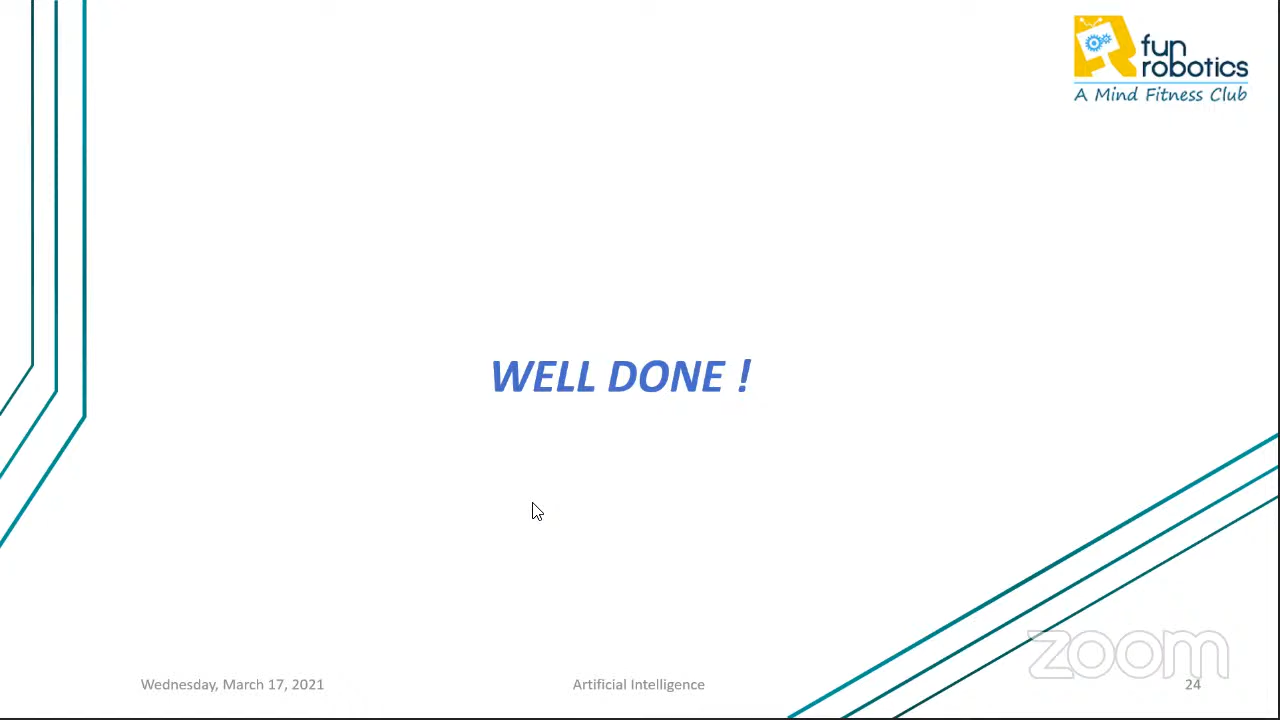 fun
robotics
A Mind Fitness Club
WELL DONE !
zoom
Wednesday, March 17, 2021
Artificial Intelligence
24